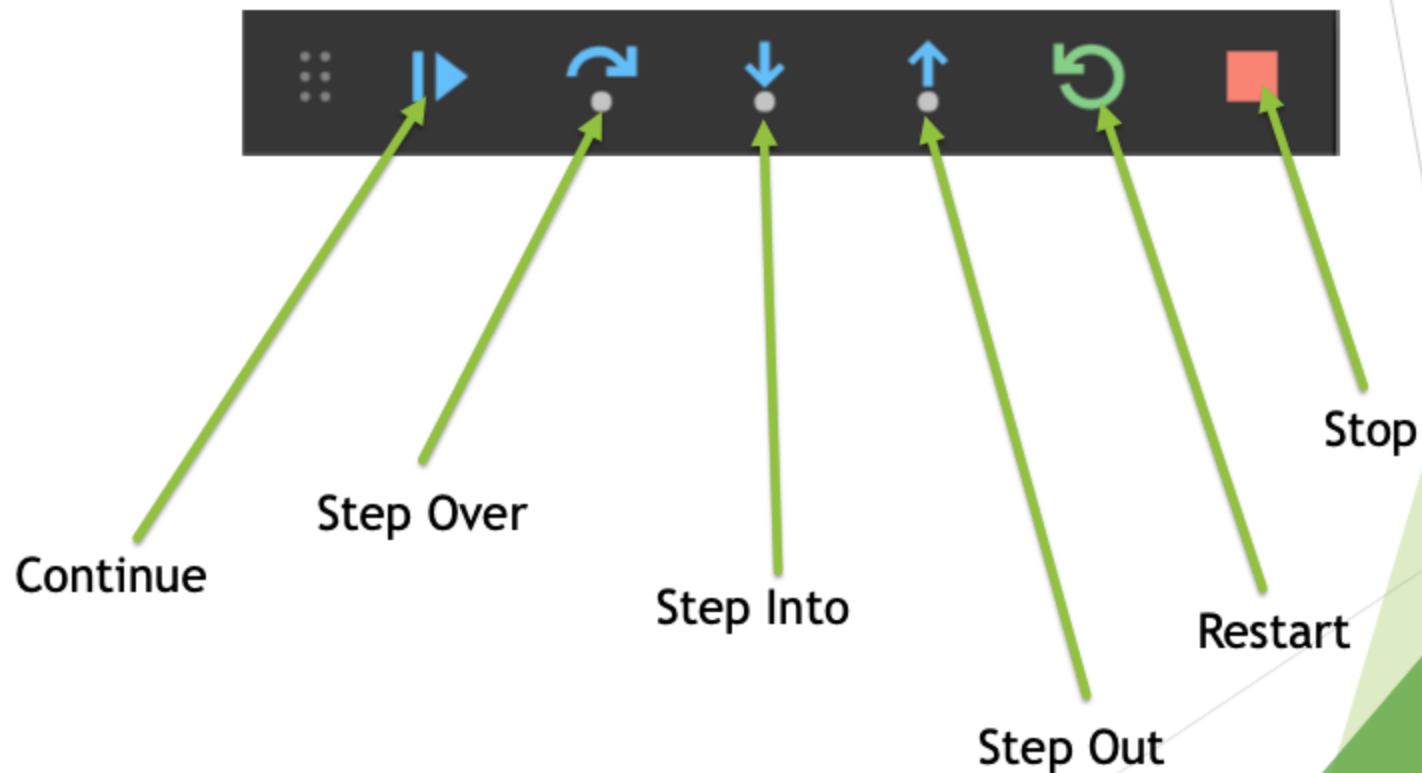 Continue
Step Over
Step Into
Step Out
Restart
Stop